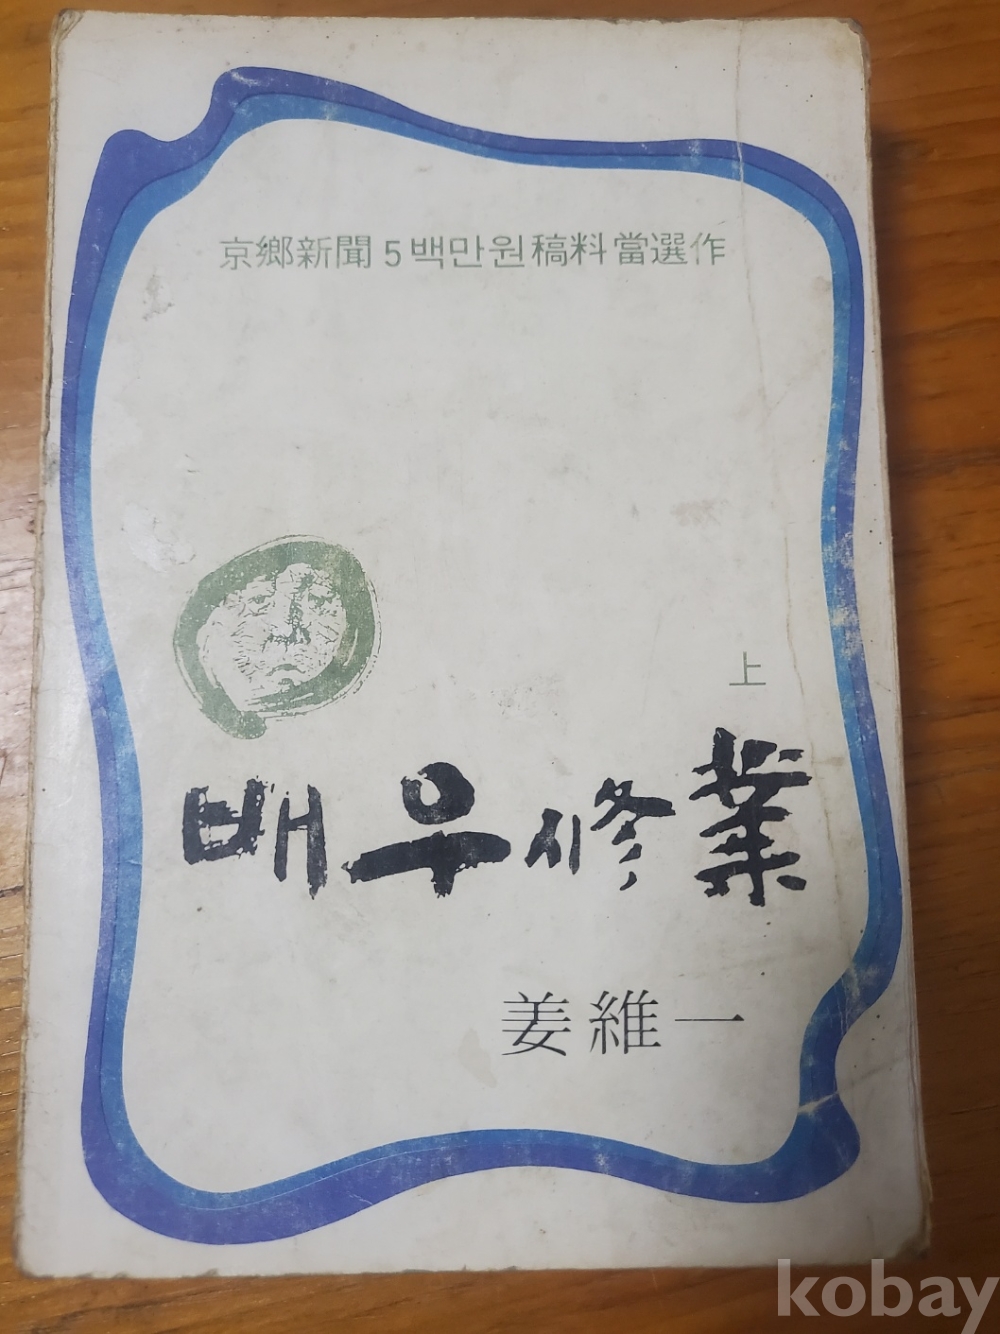 京鄕新聞 5백만원 稿料 當選作
上
배우修業
姜維一
kobay